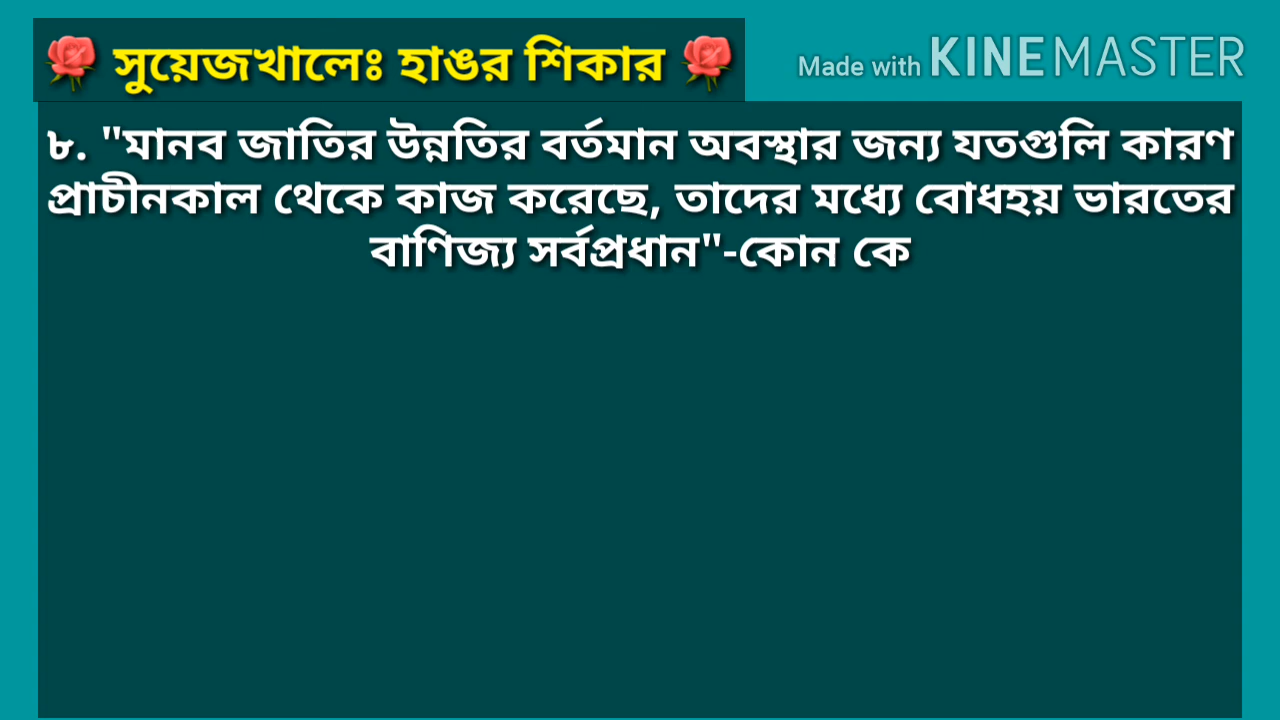 🌹 সুয়েজখালেঃ হাঙর শিকার 🌹
Made with KINEMASTER
৮. "মানব জাতির উন্নতির বর্তমান অবস্থার জন্য যতগুলি কারণ
প্রাচীনকাল থেকে কাজ করেছে, তাদের মধ্যে বোধহয় ভারতের
বাণিজ্য সর্বপ্রধান"-কোন কে